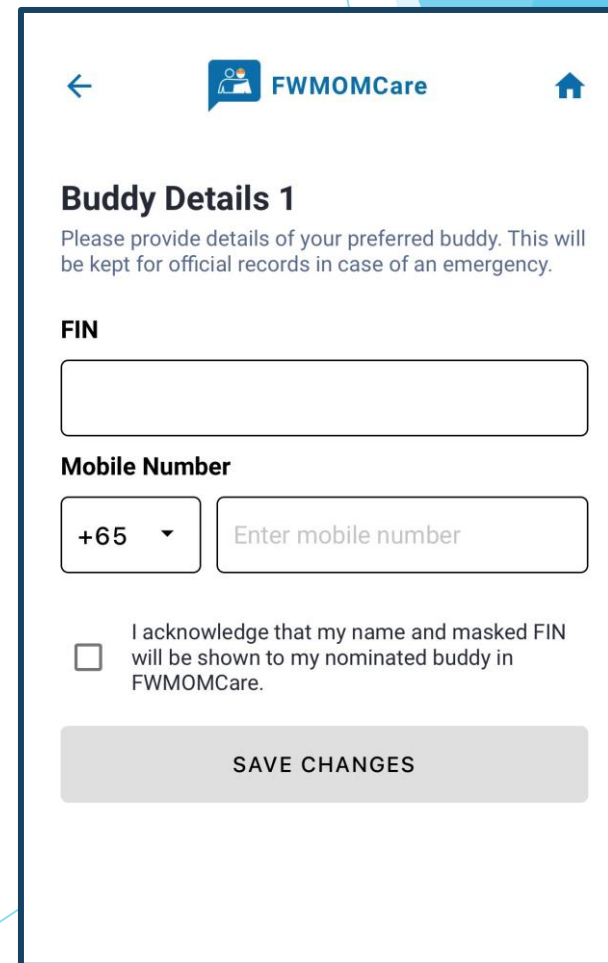 FWMOMCare
Buddy Details 1
Please provide details of your preferred buddy. This will
be kept for official records in case of an emergency.
FIN
Mobile Number
+65
Enter mobile number
I acknowledge that my name and masked FIN
will be shown to my nominated buddy in
FWMOMCare.
SAVE CHANGES